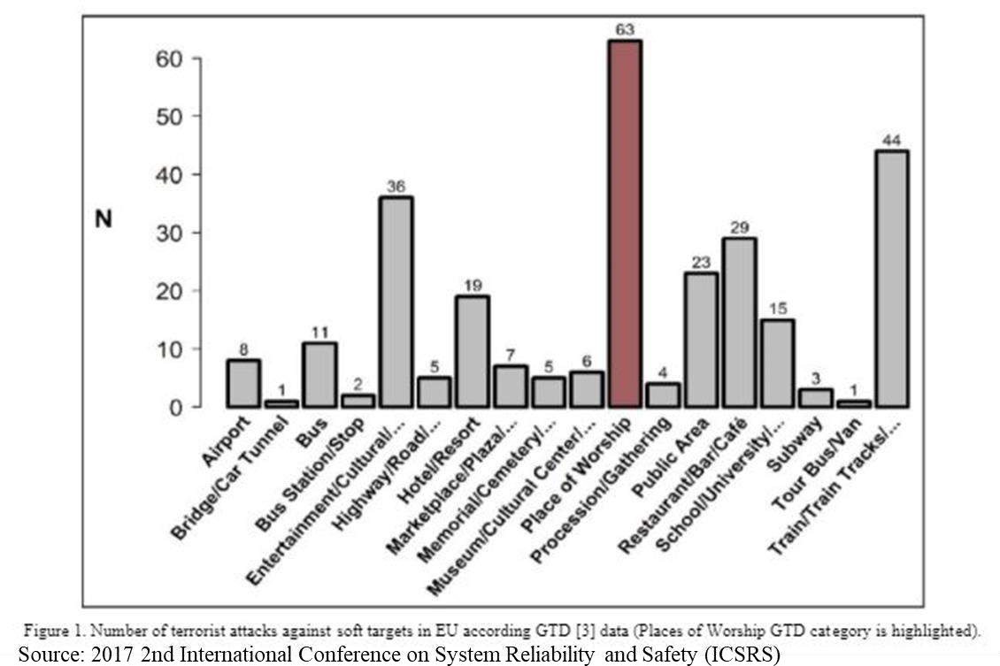 63
60
50
44
40
36
N
30
29
23
20
19
15
11
10
8
7
6
5
5
4
3
2
1
1
0
Airport
Bridge/Car Tunnel
Bus
Bus Station/Stop
Entertainment/Cultural/...
Highway/Road/...
Hotel/Resort
Marketplace/Plaza/...
Memorial/Cemetery/...
Museum/Cultural Center/...
Place of Worship
Procession/Gathering
Public Area
Restaurant/Bar/Café
School/University/...
Subway
Tour Bus/Van
Train/Train Tracks/...
Figure 1. Number of terrorist attacks against soft targets in EU according GTD [3] data (Places of Worship GTD category is highlighted).
Source: 2017 2nd International Conference on System Reliability and Safety (ICSRS)